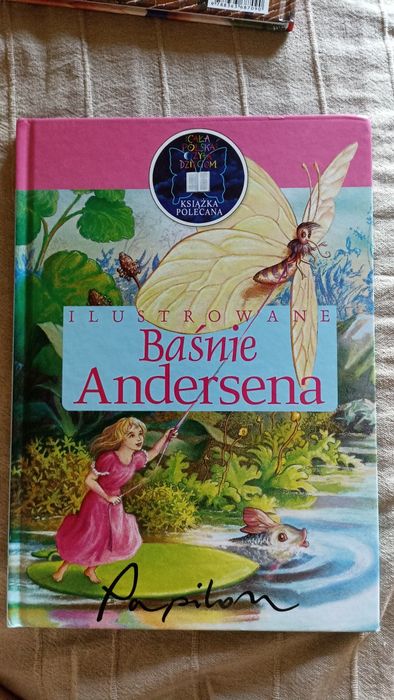 CAŁA
POLSKA
CZYTA
DZIECIOM
KSIĄŻKA
POLECANA
ILUSTROWANE
Baśnie
Andersena
Papilon